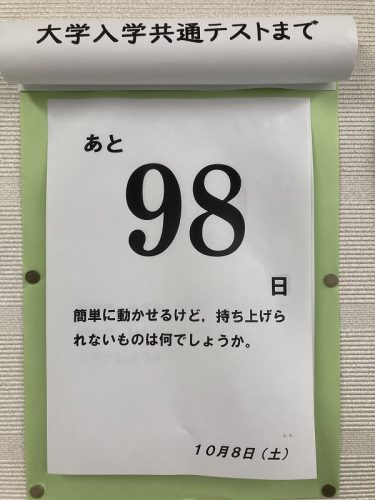 大学入学共通テストまで
あと
98
日
簡単に動かせるけど，持ち上げら
れないものは何でしょうか。
10月8日（土）